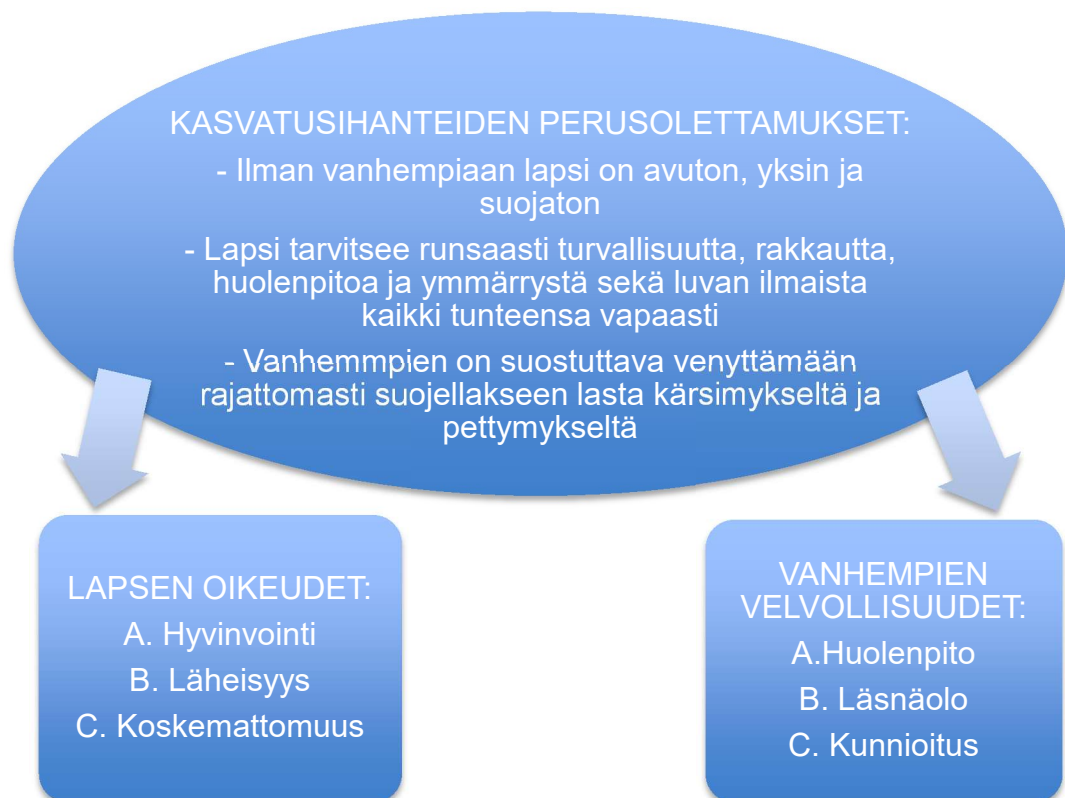 KASVATUSIHANTEIDEN PERUSOLETTAMUKSET:
- Ilman vanhempiaan lapsi on avuton, yksin ja
suojaton
- Lapsi tarvitsee runsaasti turvallisuutta, rakkautta,
huolenpitoa ja ymmärrystä sekä luvan ilmaista
kaikki tunteensa vapaasti
- Vanhemmpien on suostuttava venyttämään
rajattomasti suojellakseen lasta kärsimykseltä ja
pettymykseltä
LAPSEN OIKEUDET:
A. Hyvinvointi
B. Läheisyys
C. Koskemattomuus
VANHEMPIEN
VELVOLLISUUDET:
A.Huolenpito
B. Läsnäolo
C. Kunnioitus